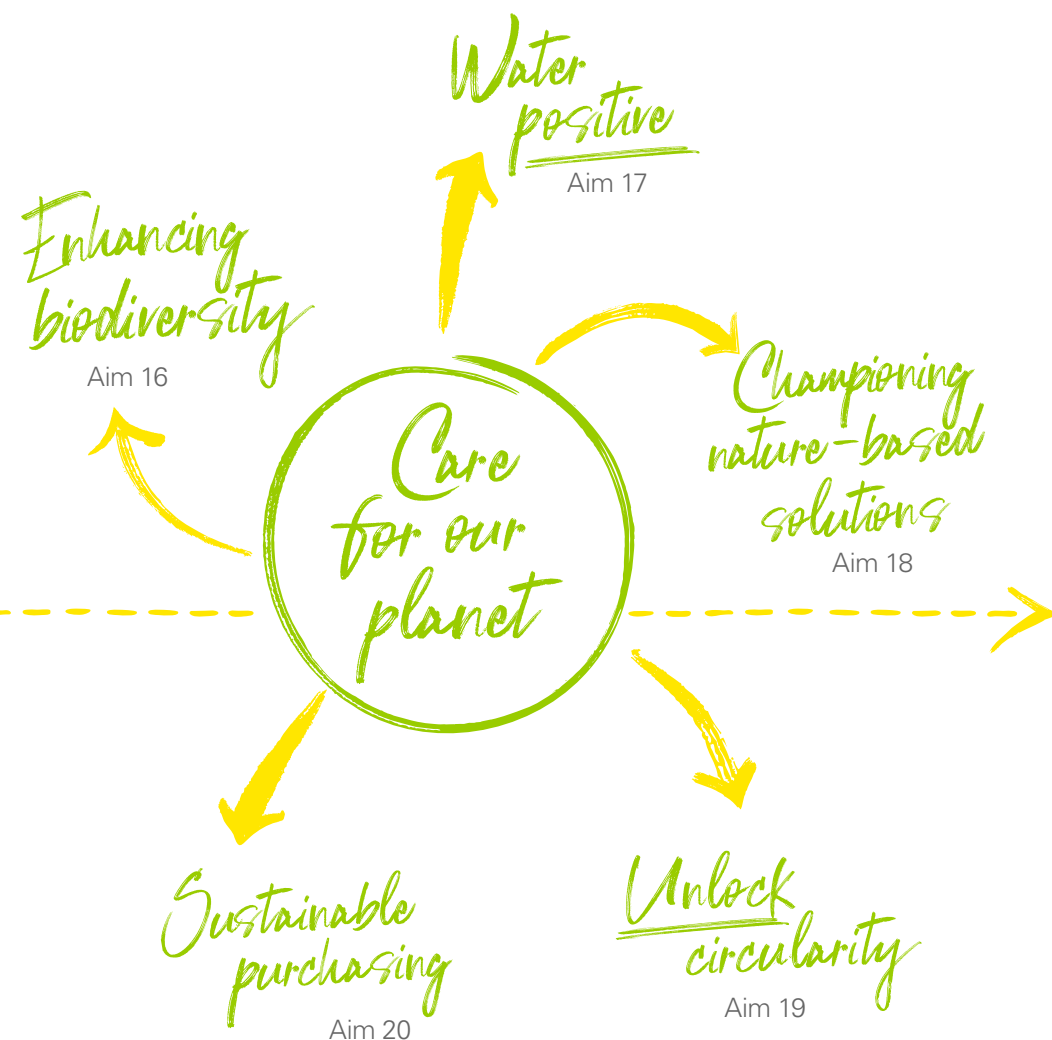 Water
positive
Aim 17
Enhancing
biodiversity
Aim 16
Championing
nature-based
solutions
Aim 18
Care
for our
planet
Sustainable
purchasing
Aim 20
Unlock
circularity
Aim 19